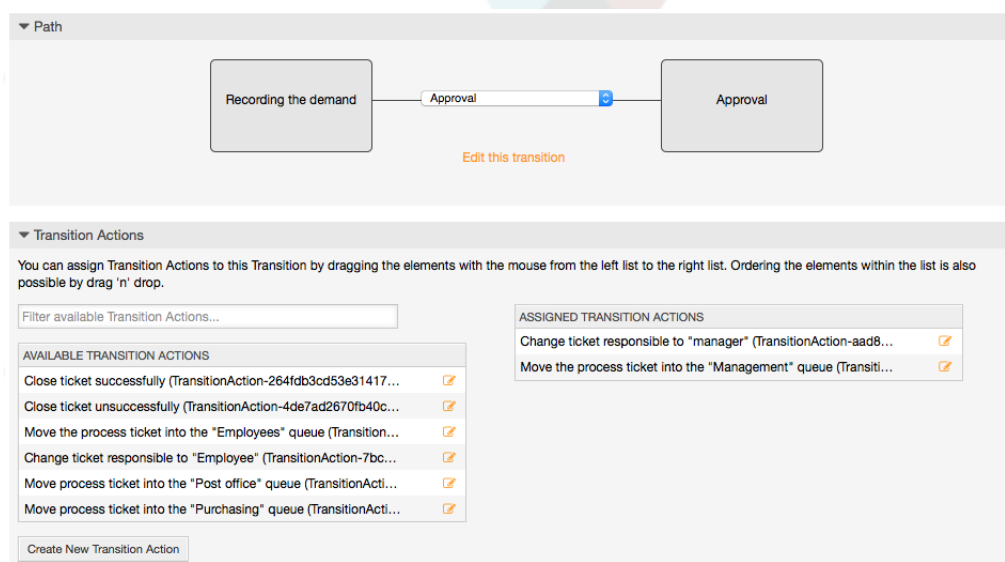 Path
Recording the demand
Approval
Approval
Edit this transition
Transition Actions
You can assign Transition Actions to this Transition by dragging the elements with the mouse from the left list to the right list. Ordering the elements within the list is also
possible by drag 'n' drop.
Filter available Transition Actions...
AVAILABLE TRANSITION ACTIONS
Close ticket successfully (TransitionAction-264fdb3cd53e31417...
Close ticket unsuccessfully (TransitionAction-4de7ad2670fb40c...
Move the process ticket into the "Employees" queue (Transition...
Change ticket responsible to "Employee" (TransitionAction-7bc...
Move process ticket into the "Post office" queue (TransitionActi...
Move process ticket into the "Purchasing" queue (TransitionActi...
Create New Transition Action
ASSIGNED TRANSITION ACTIONS
Change ticket responsible to "manager" (TransitionAction-aad8...
Move the process ticket into the "Management" queue (Transiti...